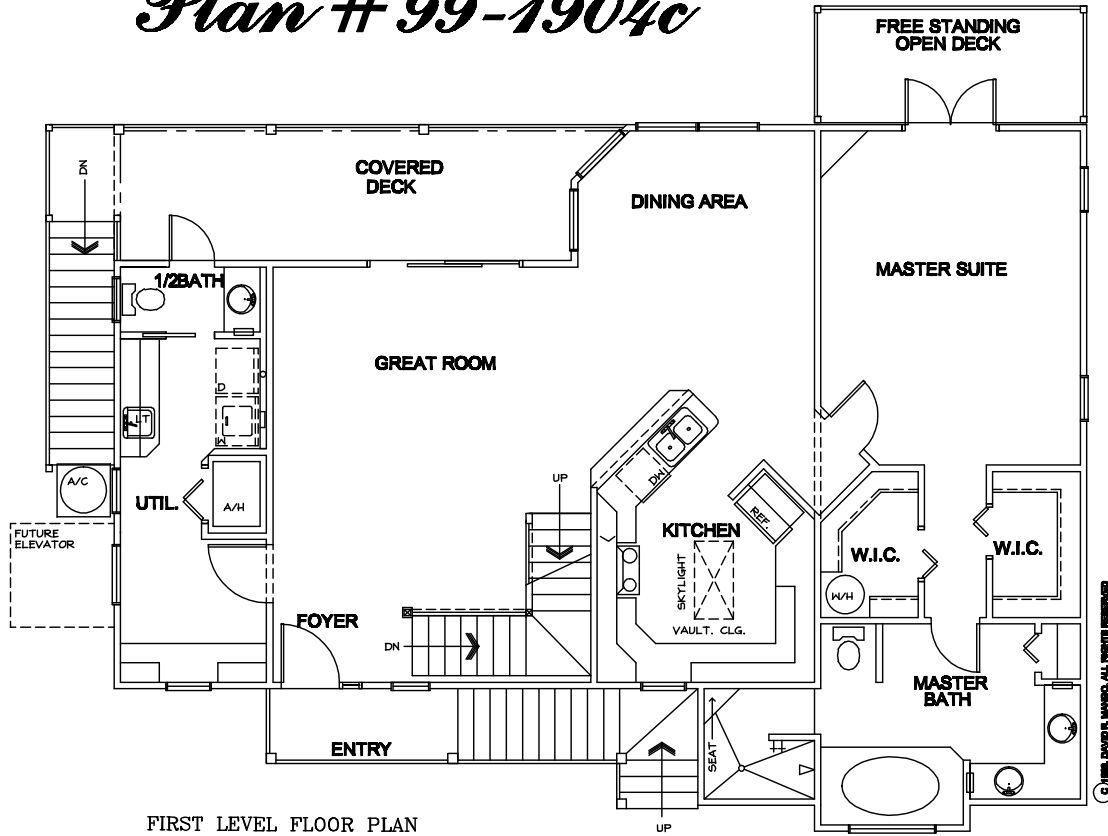 Plan # 99-1904c
FREE STANDING
OPEN DECK
COVERED
DECK
DINING AREA
DN
1/2BATH
MASTER SUITE
GREAT ROOM
D
LT
W
A/C
UTIL.
A/H
UP
DW
REF.
KITCHEN
SKYLIGHT
VAULT. CLG.
W.I.C.
W.I.C.
W/H
FUTURE
ELEVATOR
FOYER
DN
MASTER
BATH
ENTRY
SEAT
UP
FIRST LEVEL FLOOR PLAN